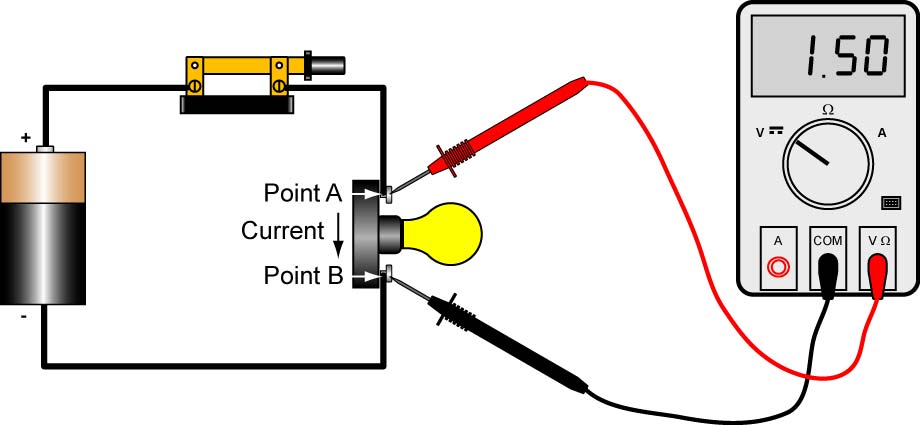 1.50
Ω
V
A
+
Point A
Current
Point B
A
COM
V Ω
-